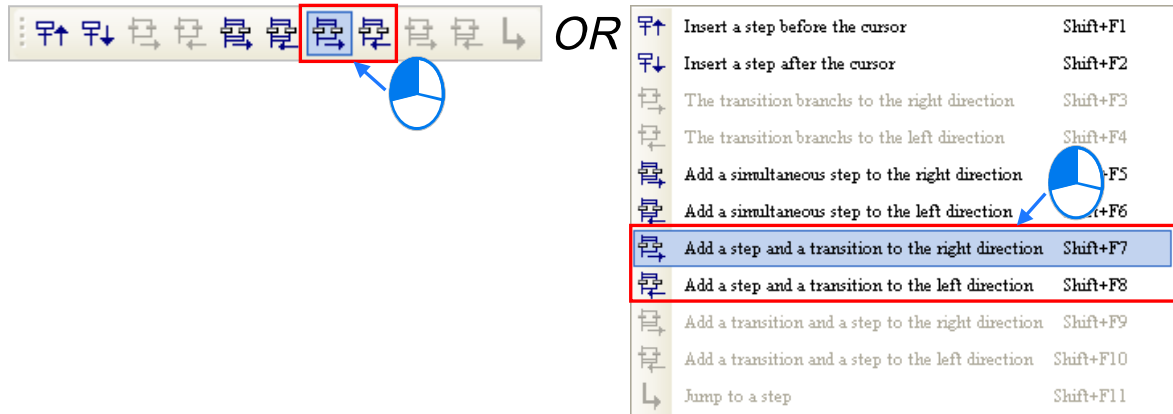 OR
Insert a step before the cursor Shift+F1
Insert a step after the cursor Shift+F2
The transition branchs to the right direction Shift+F3
The transition branchs to the left direction Shift+F4
Add a simultaneous step to the right direction +F5
Add a simultaneous step to the left direction +F6
Add a step and a transition to the right direction Shift+F7
Add a step and a transition to the left direction Shift+F8
Add a transition and a step to the right direction Shift+F9
Add a transition and a step to the left direction Shift+F10
Jump to a step Shift+F11